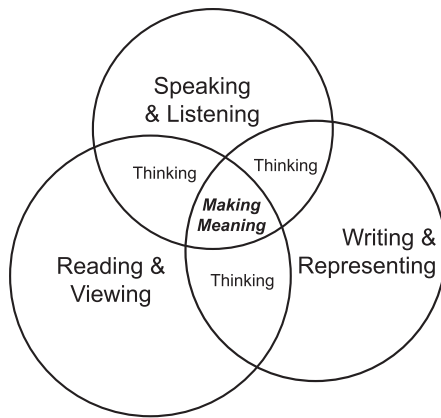 Speaking
& Listening
Thinking
Thinking
Making
Meaning
Writing &
Representing
Reading &
Viewing
Thinking